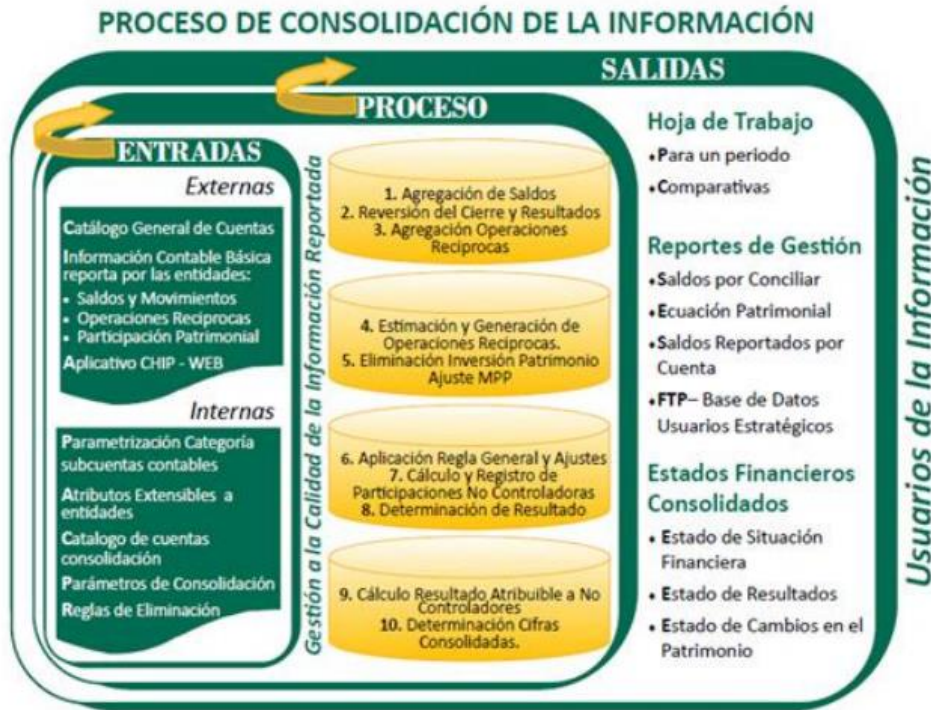 PROCESO DE CONSOLIDACIÓN DE LA INFORMACIÓN
SALIDAS
PROCESO
ENTRADAS
Externas
Catálogo General de Cuentas
Información Contable Básica
reporta por las entidades:
• Saldos y Movimientos
• Operaciones Reciprocas
• Participación Patrimonial
Aplicativo CHIP - WEB
Internas
Parametrización Categoría
subcuentas contables
Atributos Extensibles a
entidades
Catalogo de cuentas
consolidación
Parámetros de Consolidación
Reglas de Eliminación
Gestión a la Calidad de la Información Reportada
1. Agregación de Saldos
2. Reversión del Cierre y Resultados
3. Agregación Operaciones
Reciprocas
4. Estimación y Generación de
Operaciones Reciprocas.
5. Eliminación Inversión Patrimonio
Ajuste MPP
6. Aplicación Regla General y Ajustes
7. Cálculo y Registro de
Participaciones No Controladoras
8. Determinación de Resultado
9. Cálculo Resultado Atribuible a No
Controladores
10. Determinación Cifras
Consolidadas.
Hoja de Trabajo
•Para un periodo
•Comparativas
Reportes de Gestión
•Saldos por Conciliar
•Ecuación Patrimonial
•Saldos Reportados por
Cuenta
•FTP– Base de Datos
Usuarios Estratégicos
Estados Financieros
Consolidados
• Estado de Situación
Financiera
• Estado de Resultados
• Estado de Cambios en el
Patrimonio
Usuarios de la Información